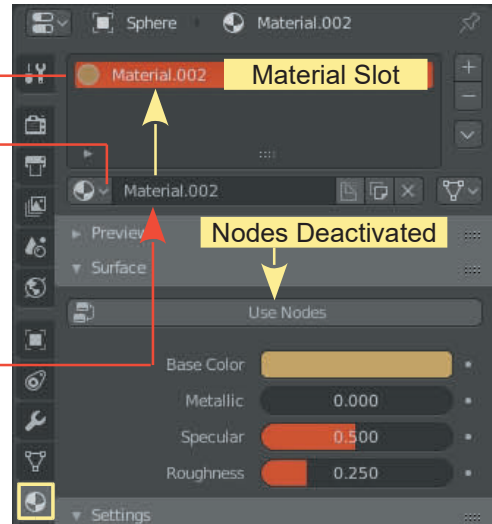 Sphere Material.002
Material.002 Material Slot
Material.002
Preview
Nodes Deactivated
Surface
Use Nodes
Base Color
Metallic 0.000
Specular 0.500
Roughness 0.250
Settings